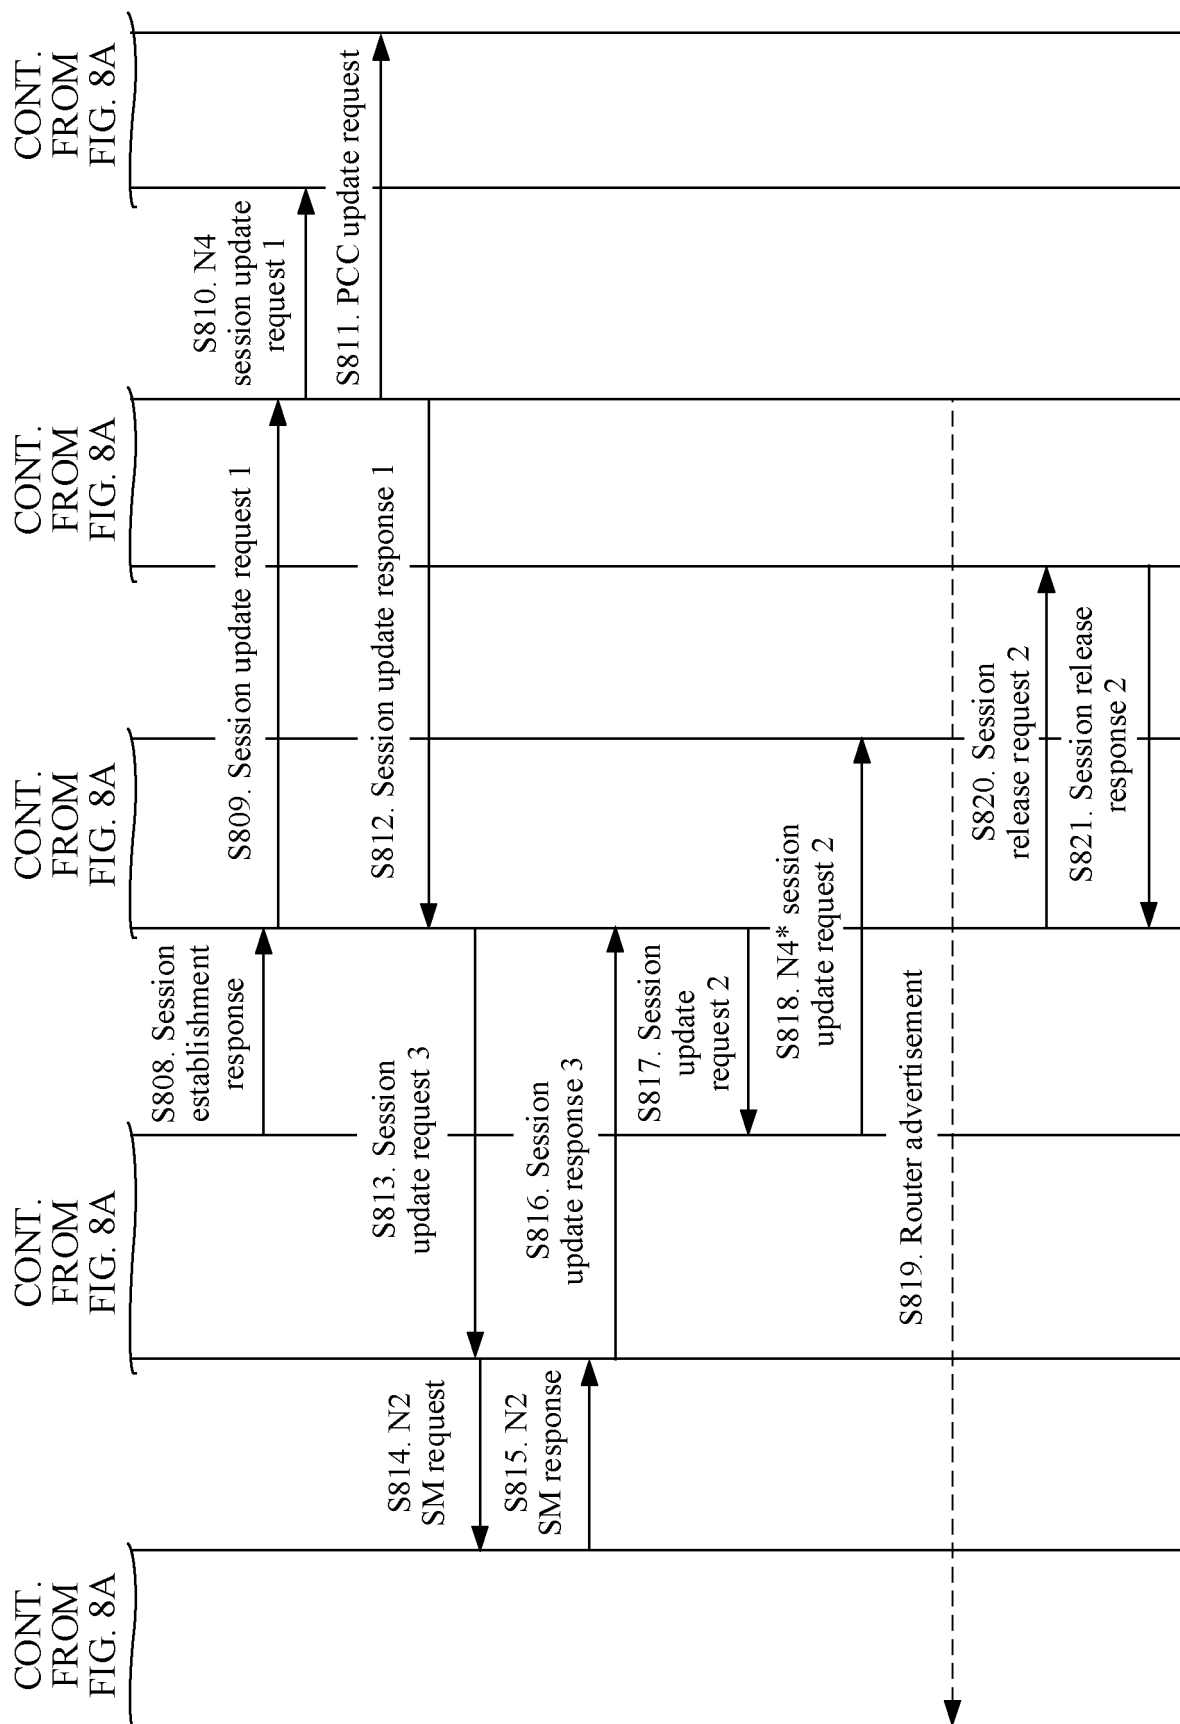 CONT.
FROM
FIG. 8A
CONT.
FROM
FIG. 8A
CONT.
FROM
FIG. 8A
CONT.
FROM
FIG. 8A
CONT.
FROM
FIG. 8A
S808. Session
establishment
response
S809. Session update request 1
S810. N4
session update
request 1
S811. PCC update request
S812. Session update response 1
S813. Session
update request 3
S814. N2
SM request
S815. N2
SM response
S816. Session
update response 3
S817. Session
update
request 2
S818. N4* session
update request 2
S819. Router advertisement
S820. Session
release request 2
S821. Session release
response 2